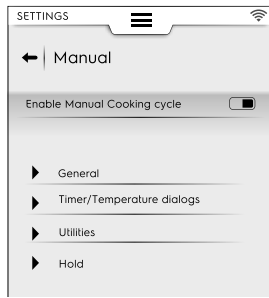 SETTINGS
Manual
Enable Manual Cooking cycle
General
Timer/Temperature dialogs
Utilities
Hold